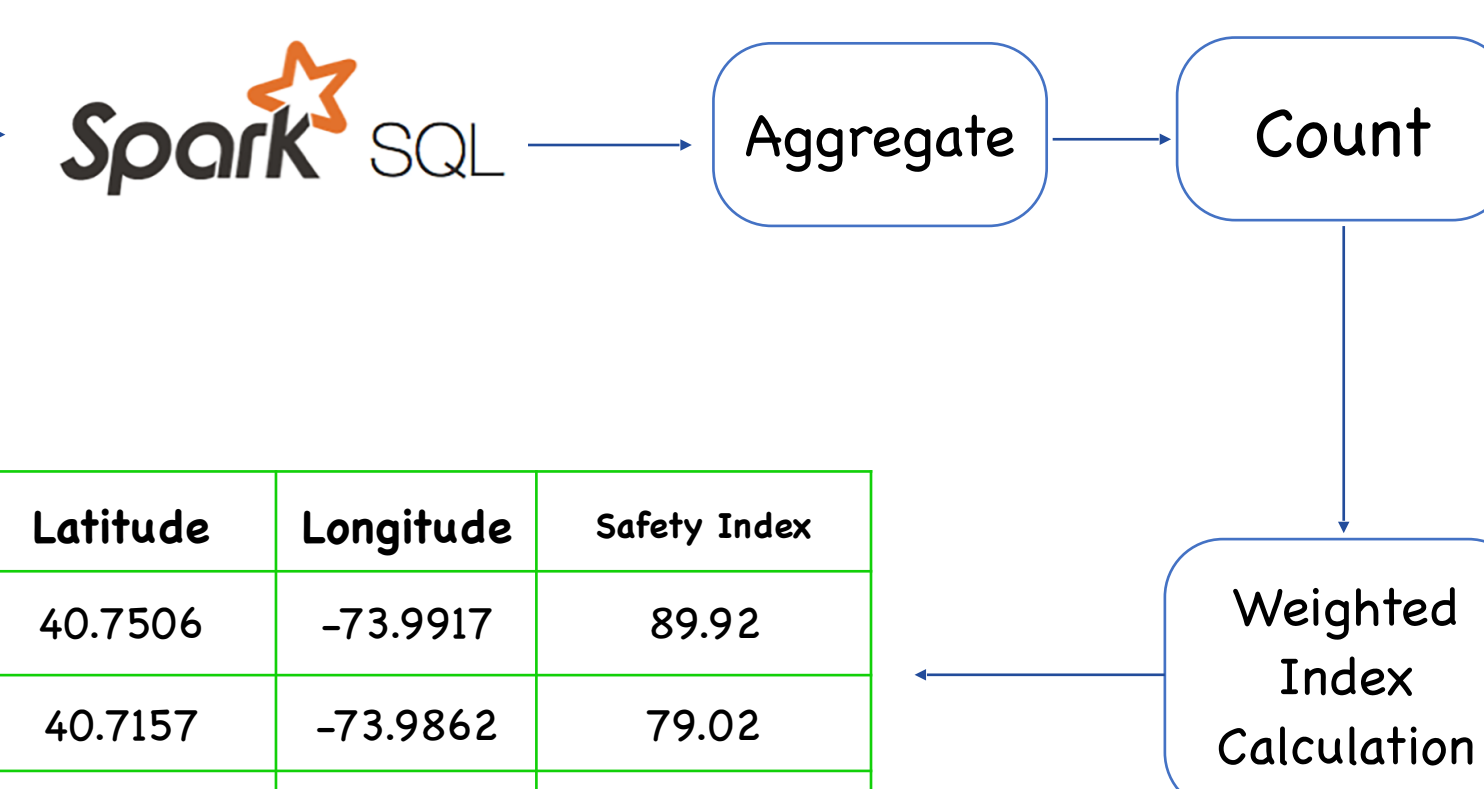 Spark SQL
Aggregate
Count
Latitude Longitude Safety Index
40.7506 -73.9917 89.92
40.7157 -73.9862 79.02
Weighted
Index
Calculation